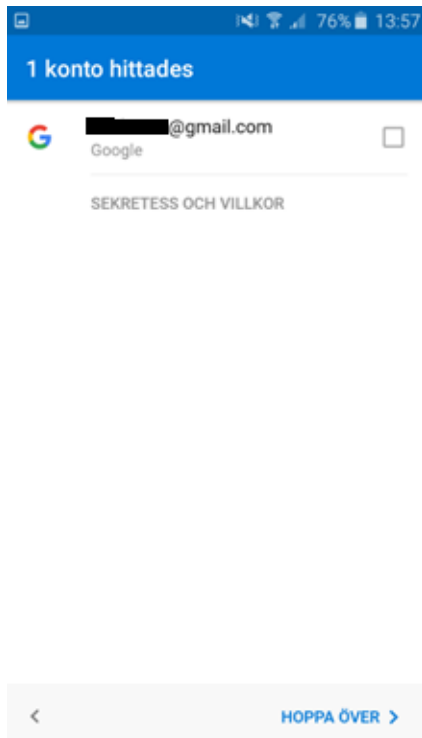 76% 13:57
1 konto hittades
@gmail.com
Google
SEKRETESS OCH VILLKOR
HOPPA ÖVER